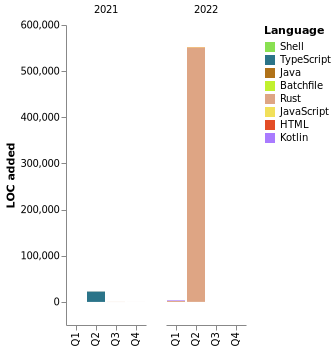 2021
2022
Language
Shell
TypeScript
Java
Batchfile
Rust
JavaScript
HTML
Kotlin
LOC added
600,000
500,000
400,000
300,000
200,000
100,000
0
Q1
Q2
Q3
Q4
Q1
Q2
Q3
Q4